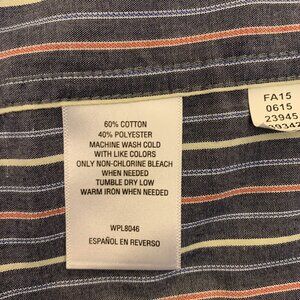 60% COTTON
40% POLYESTER
MACHINE WASH COLD
WITH LIKE COLORS
ONLY NON-CHLORINE BLEACH
WHEN NEEDED
TUMBLE DRY LOW
WARM IRON WHEN NEEDED
WPL8046
ESPAÑOL EN REVERSO
FA15
0615
23945